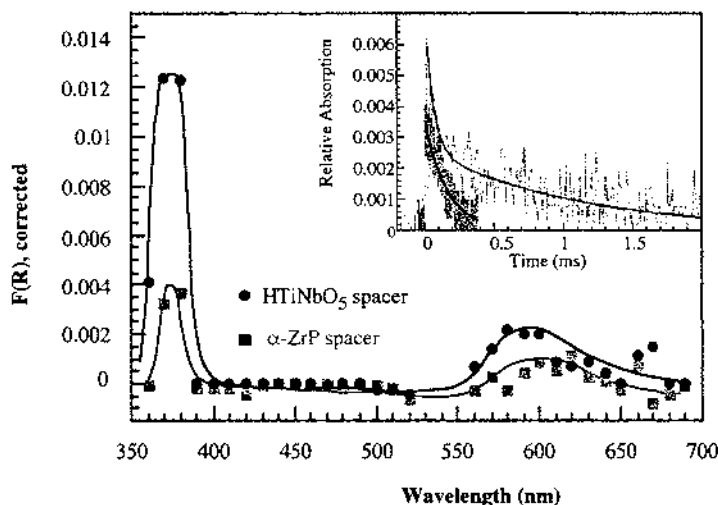 F(R), corrected
0.014
0.012
0.01
0.008
0.006
0.004
0.002
0
350 400 450 500 550 600 650 700
Wavelength (nm)
HTiNbO₅ spacer
α-ZrP spacer
Relative Absorption
0.006
0.005
0.004
0.003
0.002
0.001
0
0 0.5 1 1.5
Time (ms)